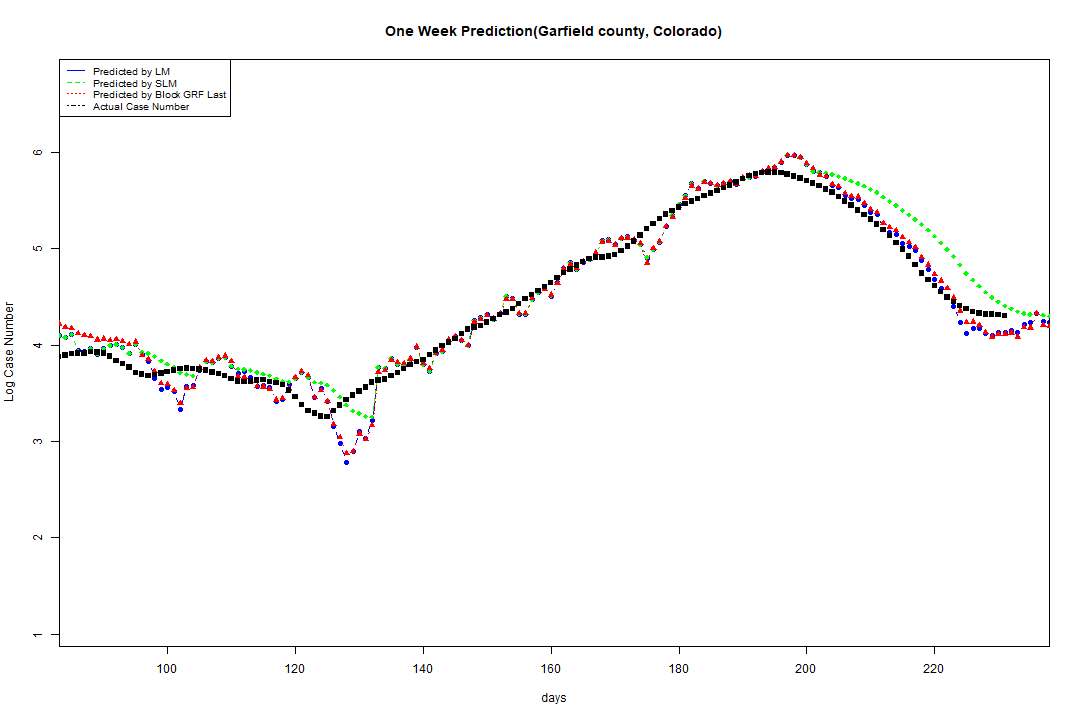 One Week Prediction(Garfield county, Colorado)
Predicted by LM
Predicted by SLM
Predicted by Block GRF Last
Actual Case Number
Log Case Number
6
5
4
3
2
1
100 120 140 160 180 200 220
days